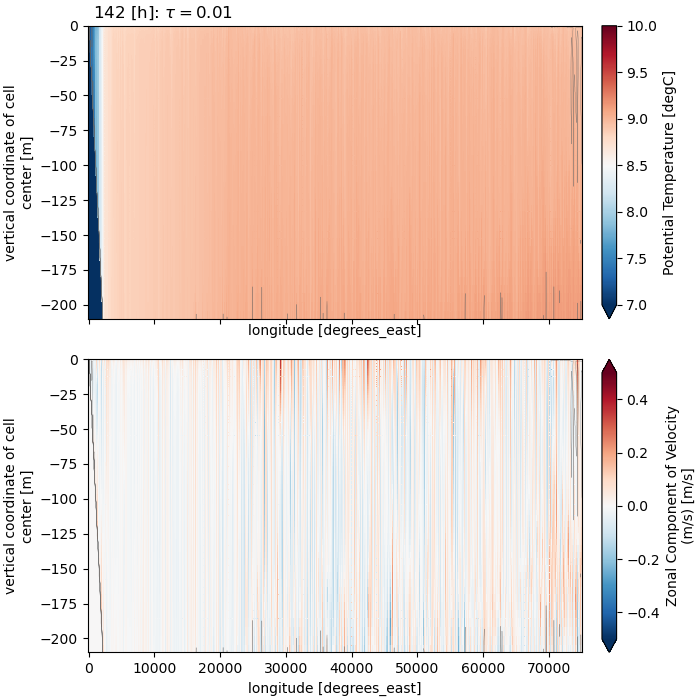 142 [h]: τ = 0.01
0
−25
−50
−75
−100
−125
−150
−175
−200
vertical coordinate of cell
center [m]
longitude [degrees_east]
10.0
9.5
9.0
8.5
8.0
7.5
7.0
Potential Temperature [degC]
0
−25
−50
−75
−100
−125
−150
−175
−200
vertical coordinate of cell
center [m]
0 10000 20000 30000 40000 50000 60000 70000
longitude [degrees_east]
0.4
0.2
0.0
−0.2
−0.4
Zonal Component of Velocity
(m/s) [m/s]